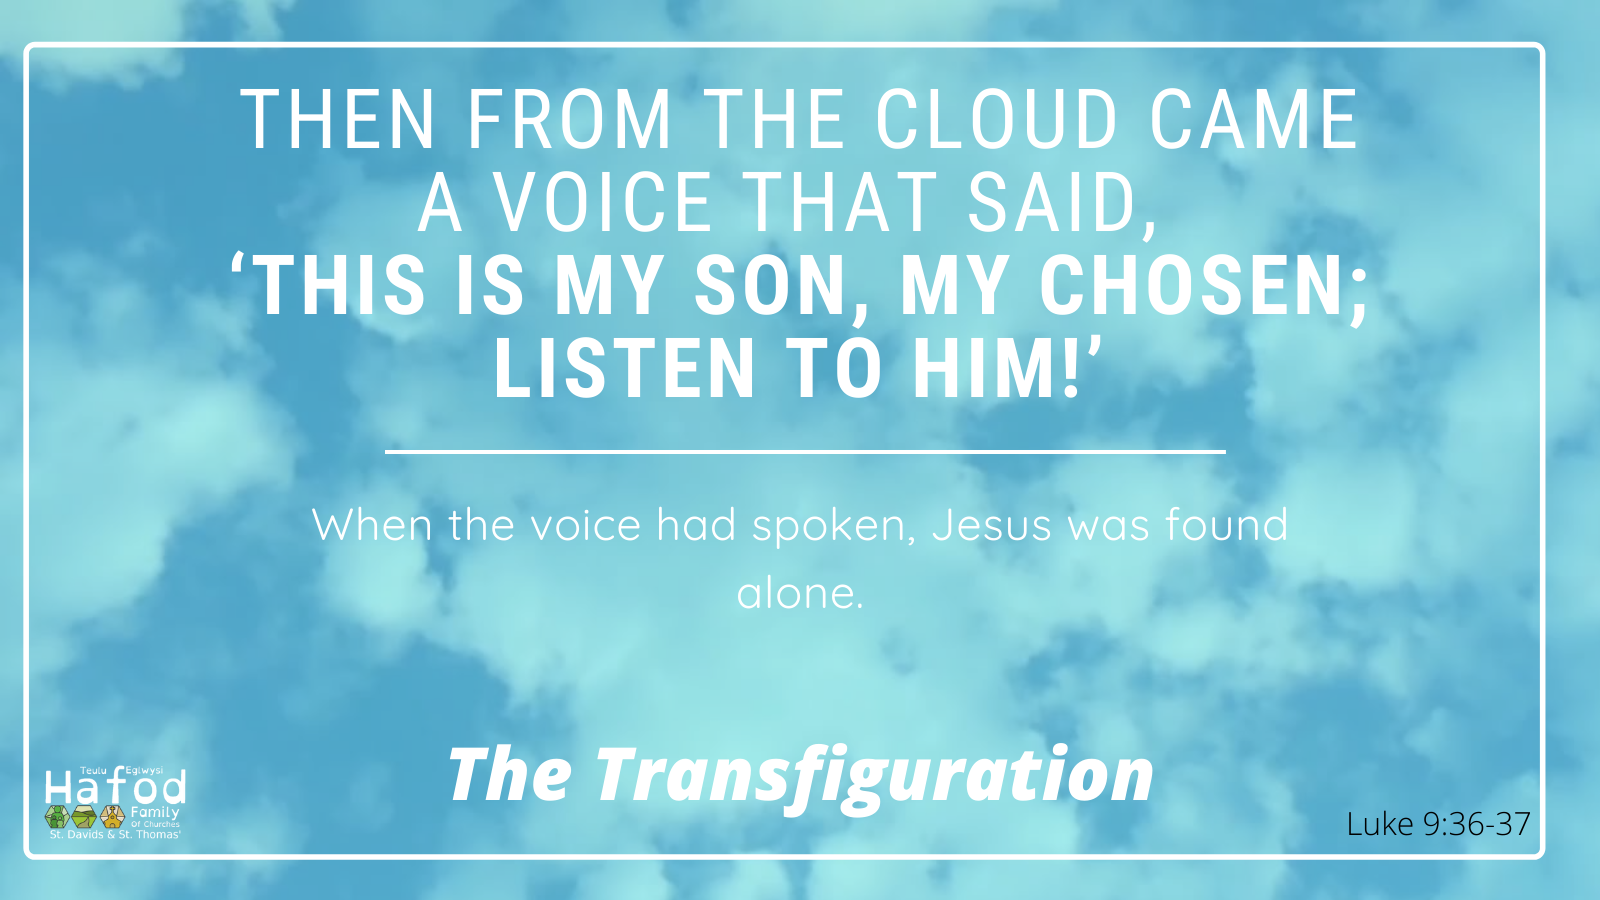 THEN FROM THE CLOUD CAME
A VOICE THAT SAID,
‘THIS IS MY SON, MY CHOSEN;
LISTEN TO HIM!’
When the voice had spoken, Jesus was found
alone.
The Transfiguration
Teulu Eglwysi
Hafod
Family
Of Churches
St. Davids & St. Thomas'
Luke 9:36-37